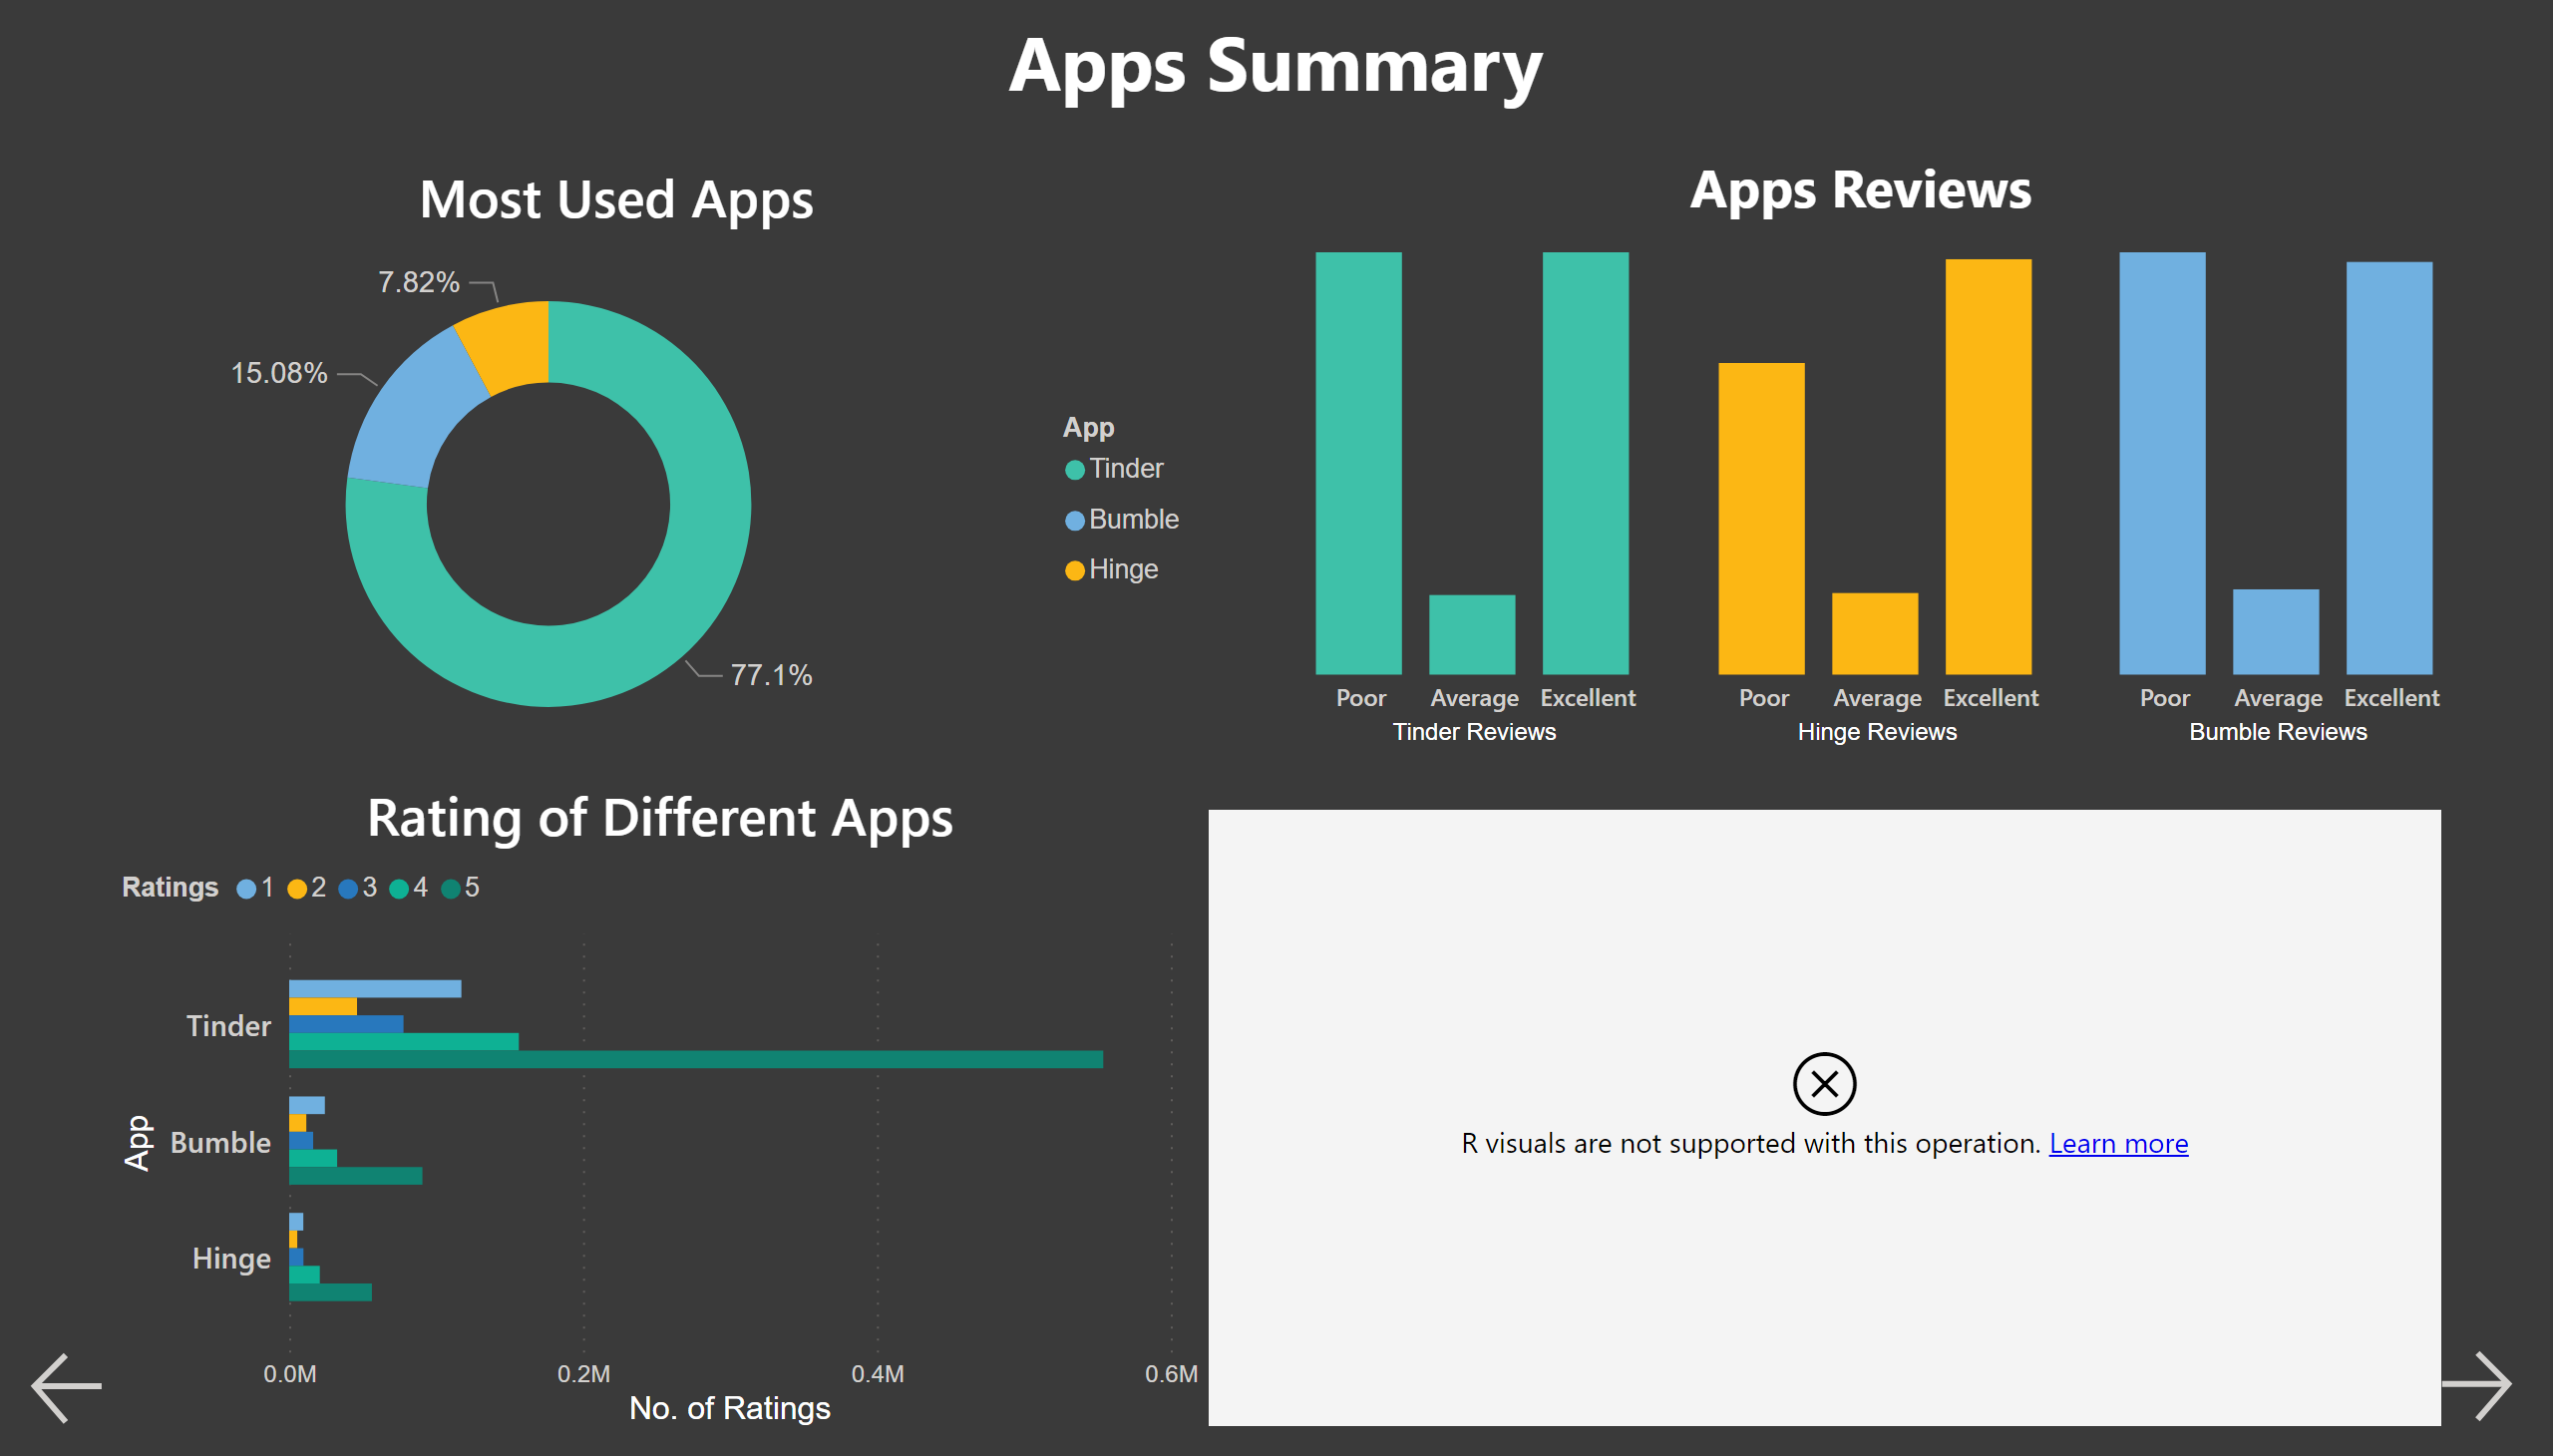 Apps Summary
Most Used Apps
7.82%
15.08%
77.1%
App
Tinder
Bumble
Hinge
Apps Reviews
Poor Average Excellent
Tinder Reviews
Poor Average Excellent
Hinge Reviews
Poor Average Excellent
Bumble Reviews
Rating of Different Apps
Ratings 1 2 3 4 5
App
Tinder
Bumble
Hinge
0.0M 0.2M 0.4M 0.6M
No. of Ratings
R visuals are not supported with this operation. Learn more